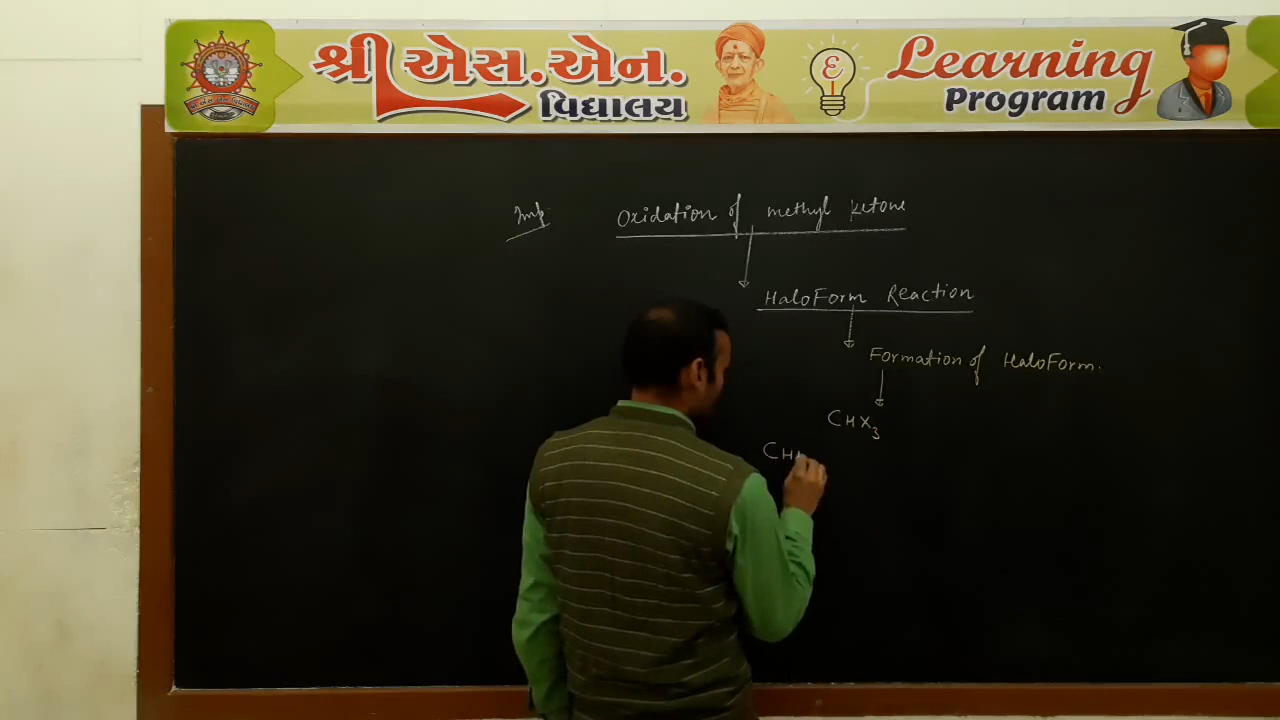 શ્રી એસ.એન.
વિદ્યાલય
ε
Learning
Program
Imp.
Oxidation of methyl ketone
HaloForm Reaction
Formation of HaloForm.
CHX3
CH